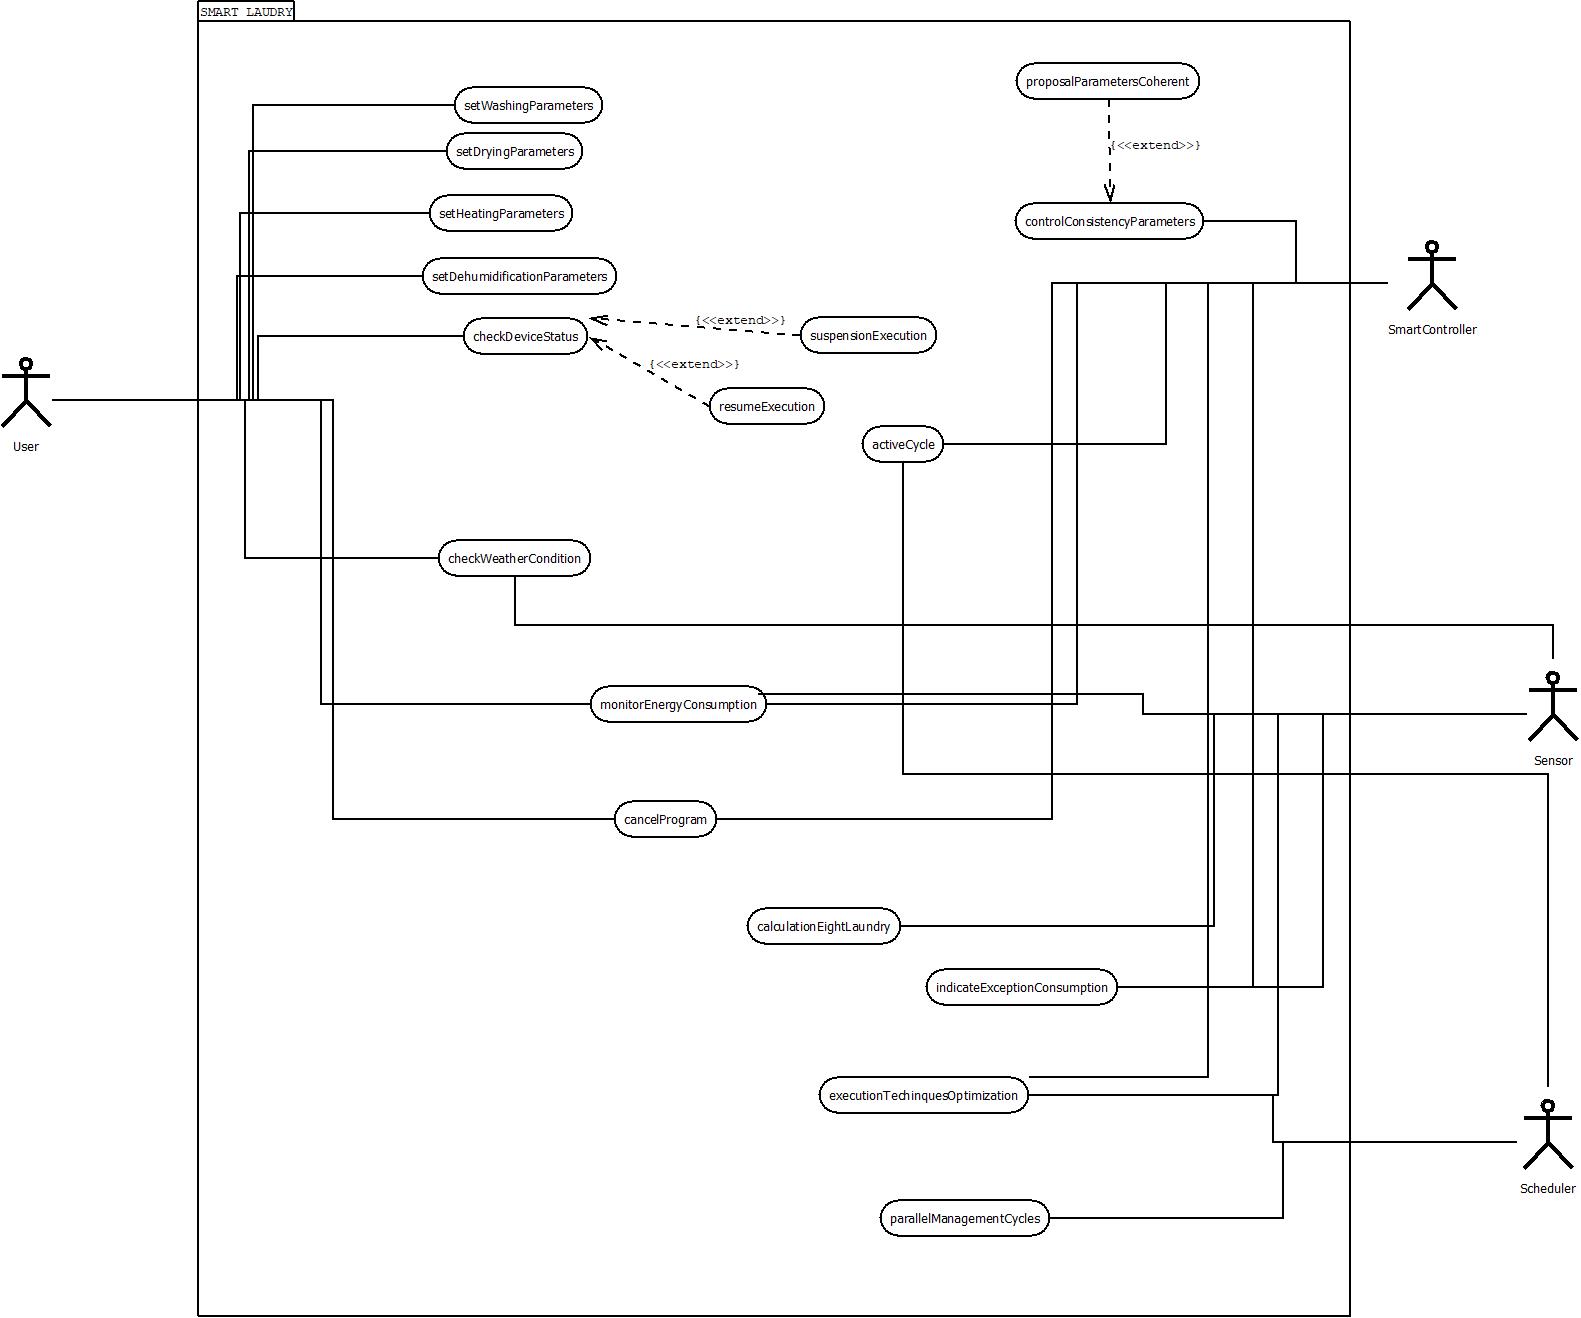 SMART LAUDRY
proposalParametersCoherent
setWashingParameters
{<<extend>>}
setDryingParameters
setHeatingParameters
controlConsistencyParameters
setDehumidificationParameters
SmartController
{<<extend>>}
checkDeviceStatus
suspensionExecution
{<<extend>>}
resumeExecution
User
activeCycle
checkWeatherCondition
monitorEnergyConsumption
Sensor
cancelProgram
calculationEightLaundry
indicateExceptionConsumption
executionTechinquesOptimization
Scheduler
parallelManagementCycles